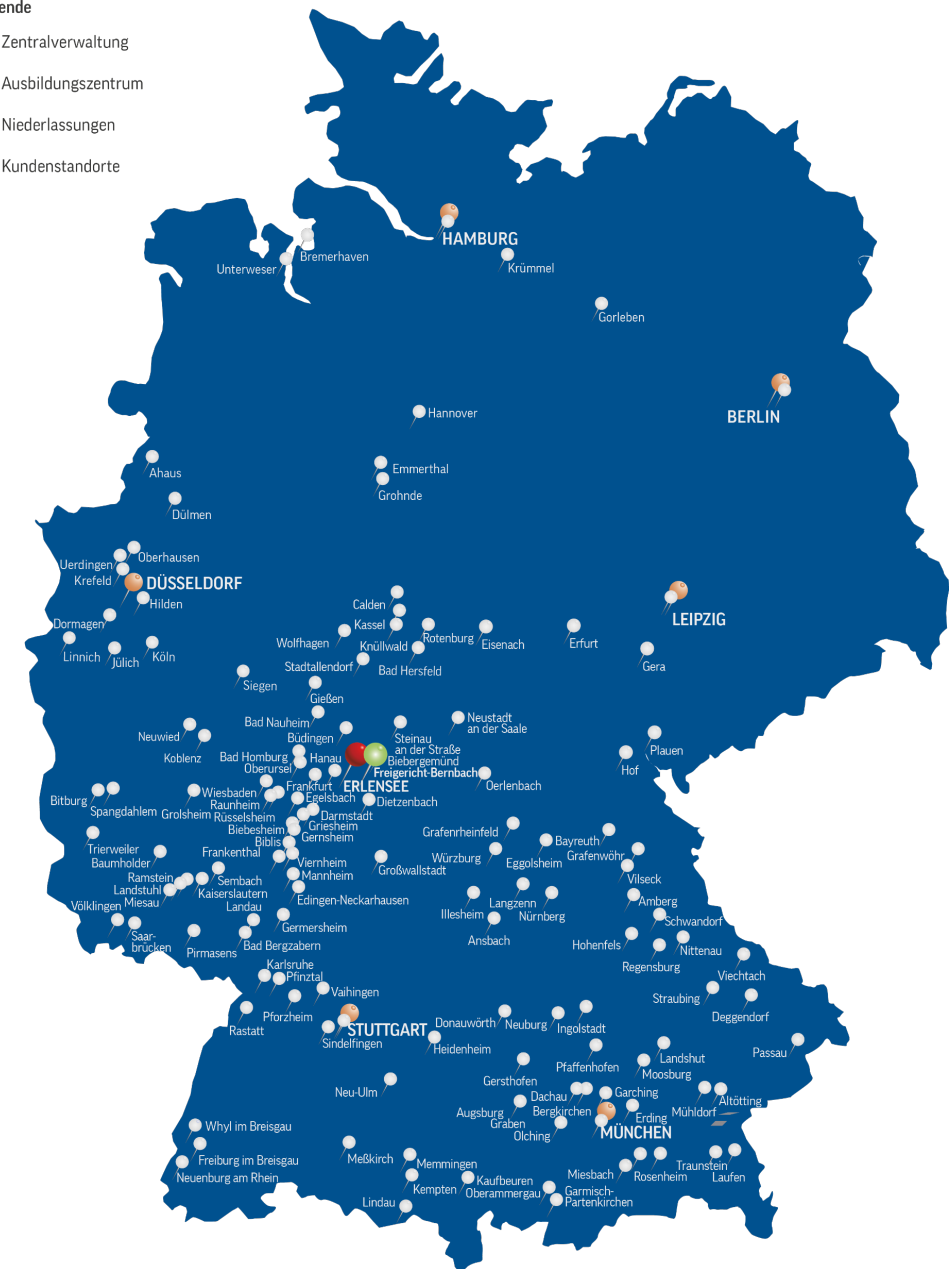 ende
Zentralverwaltung
Ausbildungszentrum
Niederlassungen
Kundenstandorte
HAMBURG
Bremerhaven
Unterweser
Krümmel
Gorleben
BERLIN
Hannover
Ahaus
Emmerthal
Grohnde
Dülmen
Oberhausen
Uerdingen
Krefeld
DÜSSELDORF
Hilden
Dormagen
Linnich
Jülich
Köln
Calden
Kassel
Wolfhagen
Knüllwald
Rotenburg
Eisenach
Erfurt
LEIPZIG
Gera
Stadtallendorf
Bad Hersfeld
Siegen
Gießen
Bad Nauheim
Büdingen
Neuwied
Koblenz
Steinau
an der Straße
Biebergemünd
Freigericht-Bernbach
Neustadt
an der Saale
Plauen
Hof
Bad Homburg
Oberursel
Hanau
ERLENSEE
Oerlenbach
Bitburg
Spangdahlem
Grolsheim
Wiesbaden
Raunheim
Rüsselsheim
Frankfurt
Egelsbach
Dietzenbach
Darmstadt
Griesheim
Biebesheim
Gernsheim
Biblis
Trierweiler
Baumholder
Frankenthal
Viernheim
Mannheim
Großwallstadt
Grafenrheinfeld
Würzburg
Eggolsheim
Bayreuth
Grafenwöhr
Vilseck
Ramstein
Landstuhl
Miesau
Sembach
Kaiserslautern
Edingen-Neckarhausen
Landau
Völklingen
Saar-
brücken
Pirmasens
Germersheim
Bad Bergzabern
Illesheim
Langzenn
Nürnberg
Ansbach
Amberg
Schwandorf
Hohenfels
Nittenau
Regensburg
Viechtach
Straubing
Deggendorf
Karlsruhe
Pfinztal
Vaihingen
Pforzheim
Rastatt
STUTTGART
Sindelfingen
Heidenheim
Donauwörth
Neuburg
Ingolstadt
Pfaffenhofen
Landshut
Moosburg
Passau
Gersthofen
Neu-Ulm
Dachau
Garching
Augsburg
Bergkirchen
Graben
Olching
Erding
MÜNCHEN
Mühldorf
Altötting
Whyl im Breisgau
Freiburg im Breisgau
Neuenburg am Rhein
Meßkirch
Memmingen
Kempten
Lindau
Kaufbeuren
Oberammergau
Garmisch-
Partenkirchen
Miesbach
Rosenheim
Traunstein
Laufen